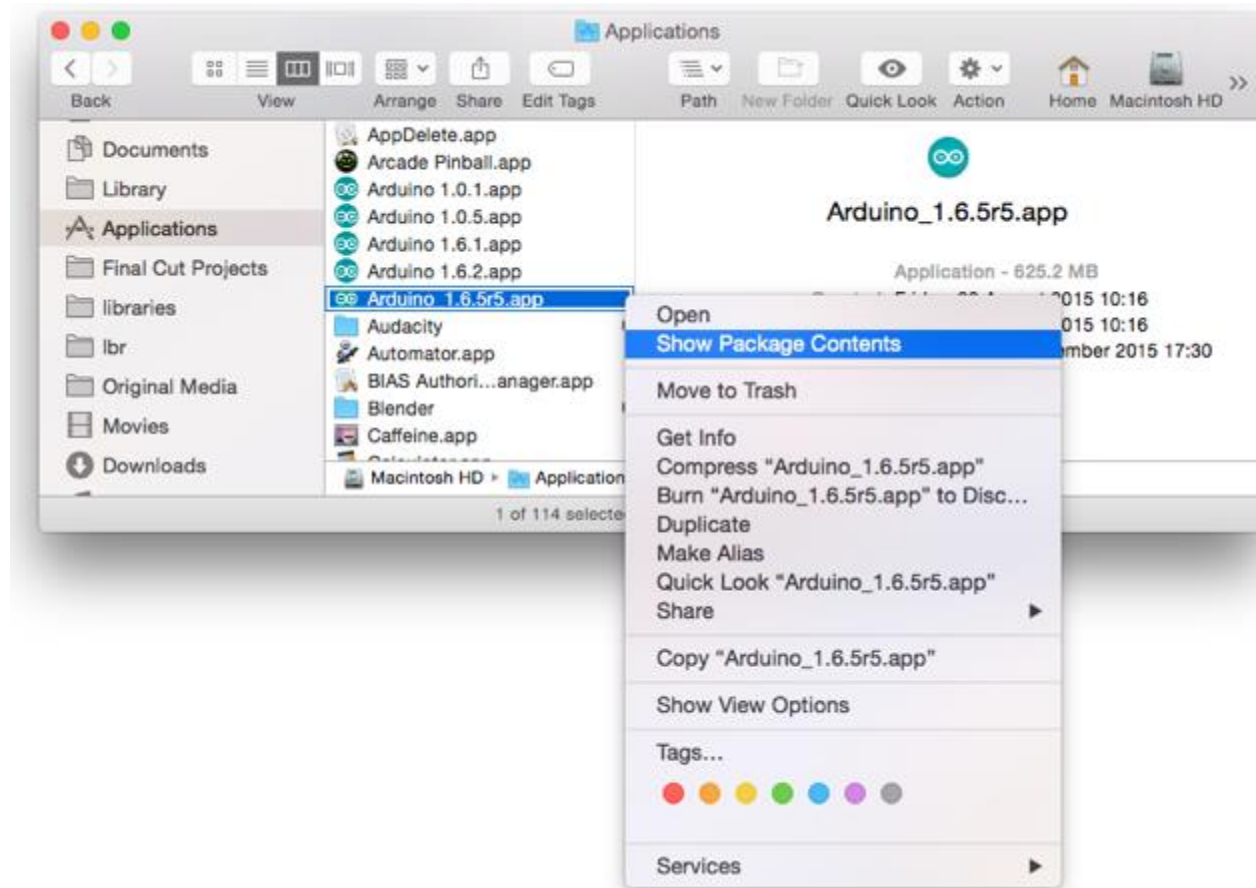 Applications
Back View Arrange Share Edit Tags Path New Folder Quick Look Action Home Macintosh HD
Documents
Library
Applications
Final Cut Projects
libraries
lbr
Original Media
Movies
Downloads
AppDelete.app
Arcade Pinball.app
Arduino 1.0.1.app
Arduino 1.0.5.app
Arduino 1.6.1.app
Arduino 1.6.2.app
Arduino_1.6.5r5.app
Audacity
Automator.app
BIAS Authori...anager.app
Blender
Caffeine.app
Macintosh HD Application
1 of 114 selecte
Arduino_1.6.5r5.app
Application - 625.2 MB
2015 10:16
015 10:16
ember 2015 17:30
Open
Show Package Contents
Move to Trash
Get Info
Compress “Arduino_1.6.5r5.app”
Burn “Arduino_1.6.5r5.app” to Disc...
Duplicate
Make Alias
Quick Look “Arduino_1.6.5r5.app”
Share
Copy “Arduino_1.6.5r5.app”
Show View Options
Tags...
Services